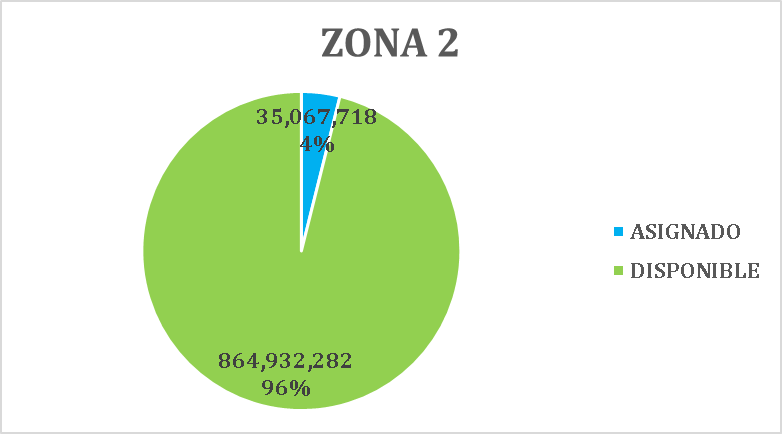 ZONA 2
35,067,718
4%
ASIGNADO
DISPONIBLE
864,932,282
96%